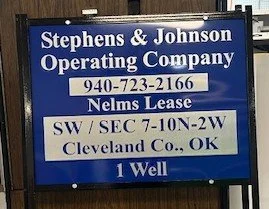 Stephens & Johnson
Operating Company
940-723-2166
Nelms Lease
SW / SEC 7-10N-2W
Cleveland Co., OK
1 Well